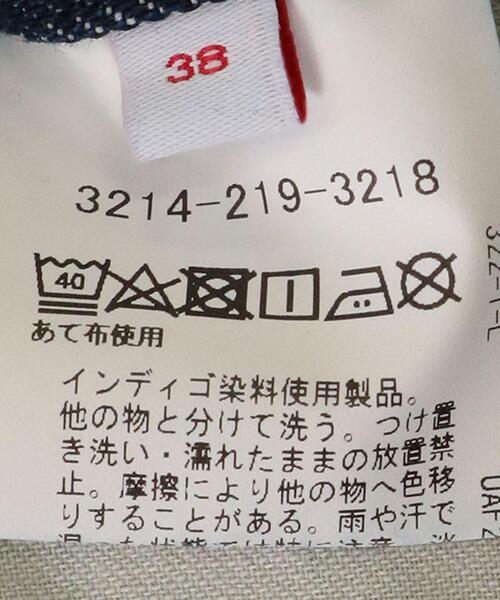 38
3214-219-3218
40
あて布使用
インディゴ染料使用製品。
他の物と分けて洗う。つけ置
き洗い・濡れたままの放置禁
止。摩擦により他の物へ色移
りすることがある。雨や汗で